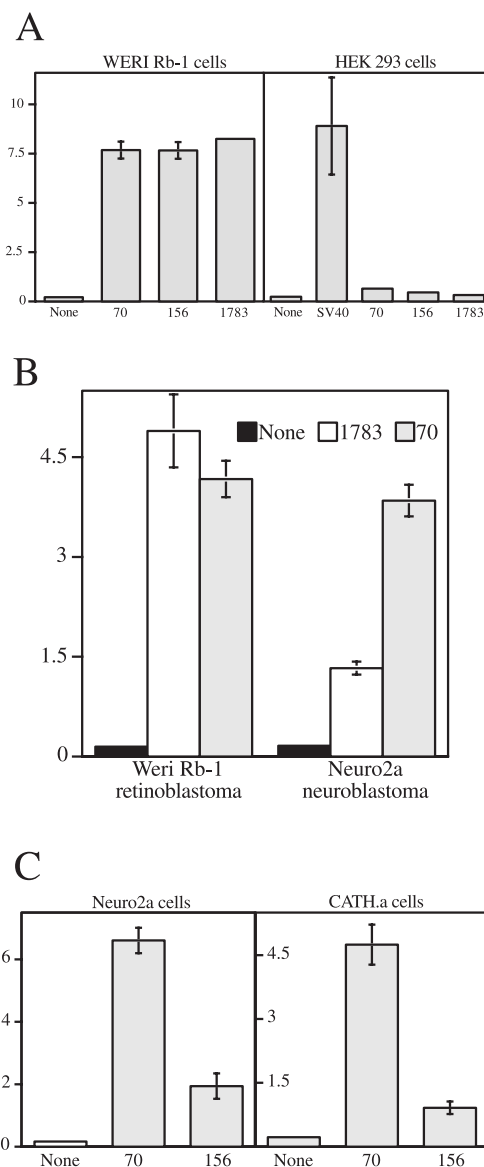 A
WERI Rb-1 cells HEK 293 cells
10
7.5
5
2.5
0
None 70 156 1783 None SV40 70 156 1783
B
None 1783 70
4.5
3
1.5
0
Weri Rb-1 Neuro2a
retinoblastoma neuroblastoma
C
Neuro2a cells CATH.a cells
6 4.5
4 3
2 1.5
0
None 70 156 None 70 156